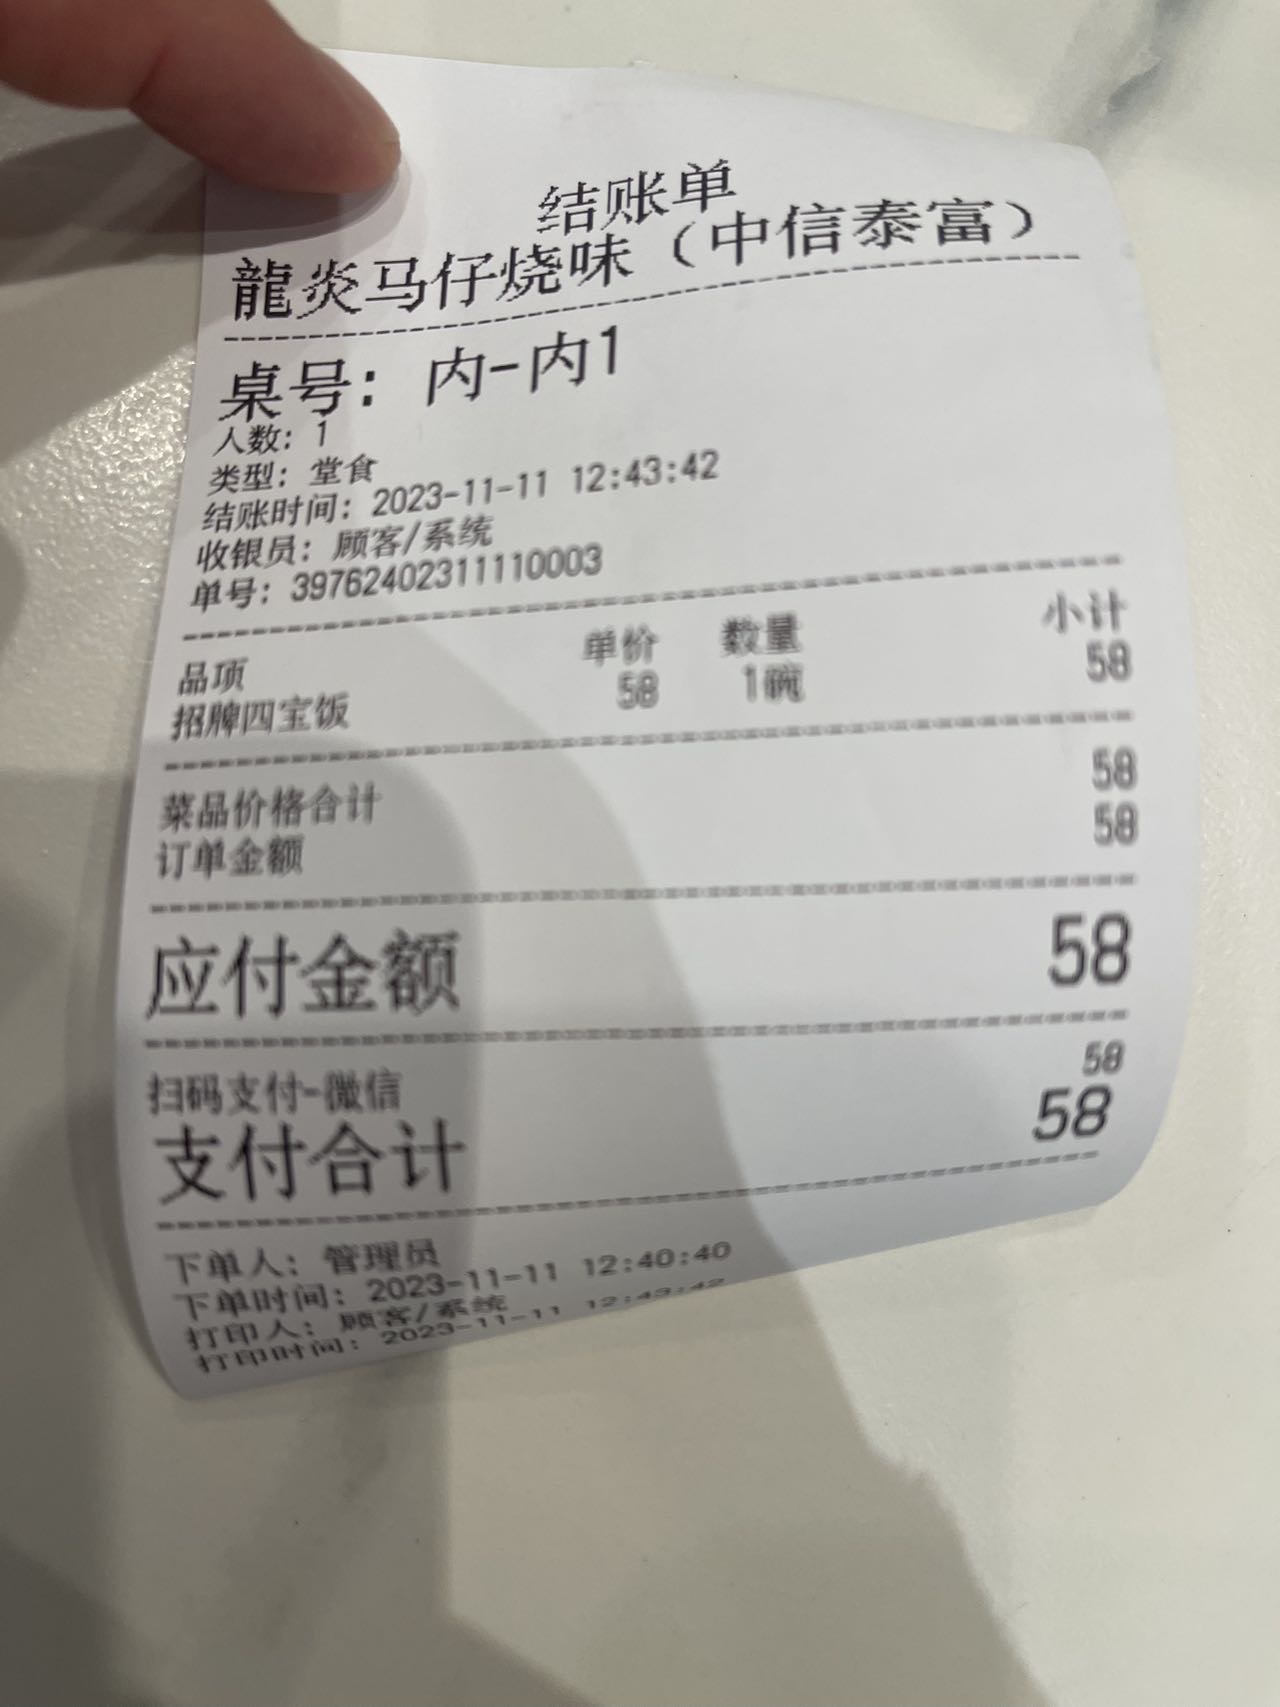 结账单
龍炎马仔烧味（中信泰富）
桌号：内-内1
人数：1
类型：堂食
结账时间：2023-11-11 12:43:42
收银员：顾客/系统
单号：39762402311110003
品项 单价 数量 小计
招牌四宝饭 58 1碗 58
菜品价格合计 58
订单金额 58
应付金额 58
扫码支付-微信 58
支付合计 58
下单人：管理员
下单时间：2023-11-11 12:40:40
打印人：顾客/系统
打印时间：2023-11-11 12:43:42